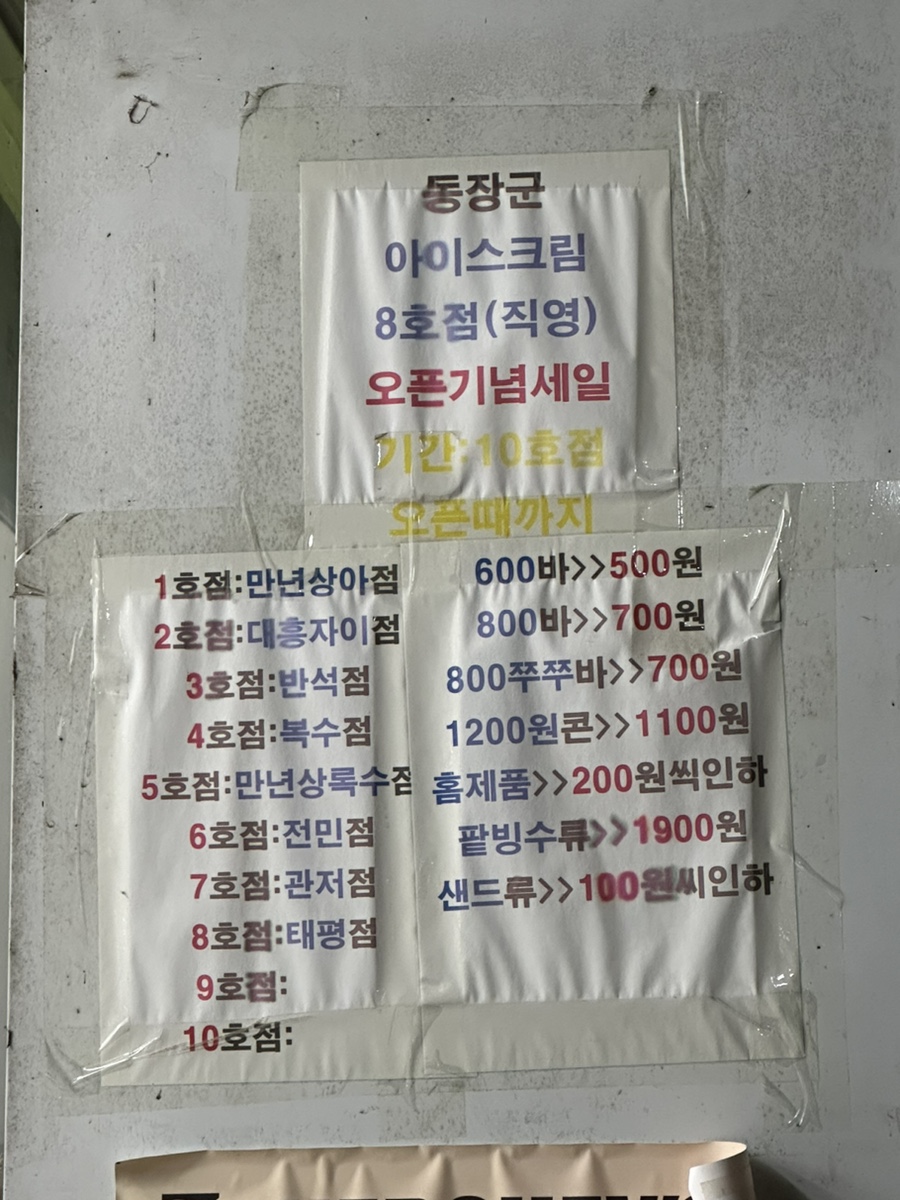 동장군
아이스크림
8호점(직영)
오픈기념세일
기간:10호점
오픈때까지
1호점:만년상아점
2호점:대흥자이점
3호점:반석점
4호점:복수점
5호점:만년상록수점
6호점:전민점
7호점:관저점
8호점:태평점
9호점:
10호점:
600바>>500원
800바>>700원
800쭈쭈바>>700원
1200원콘>>1100원
홈제품>>200원씩인하
팥빙수류>>1900원
샌드류>>100원씨인하